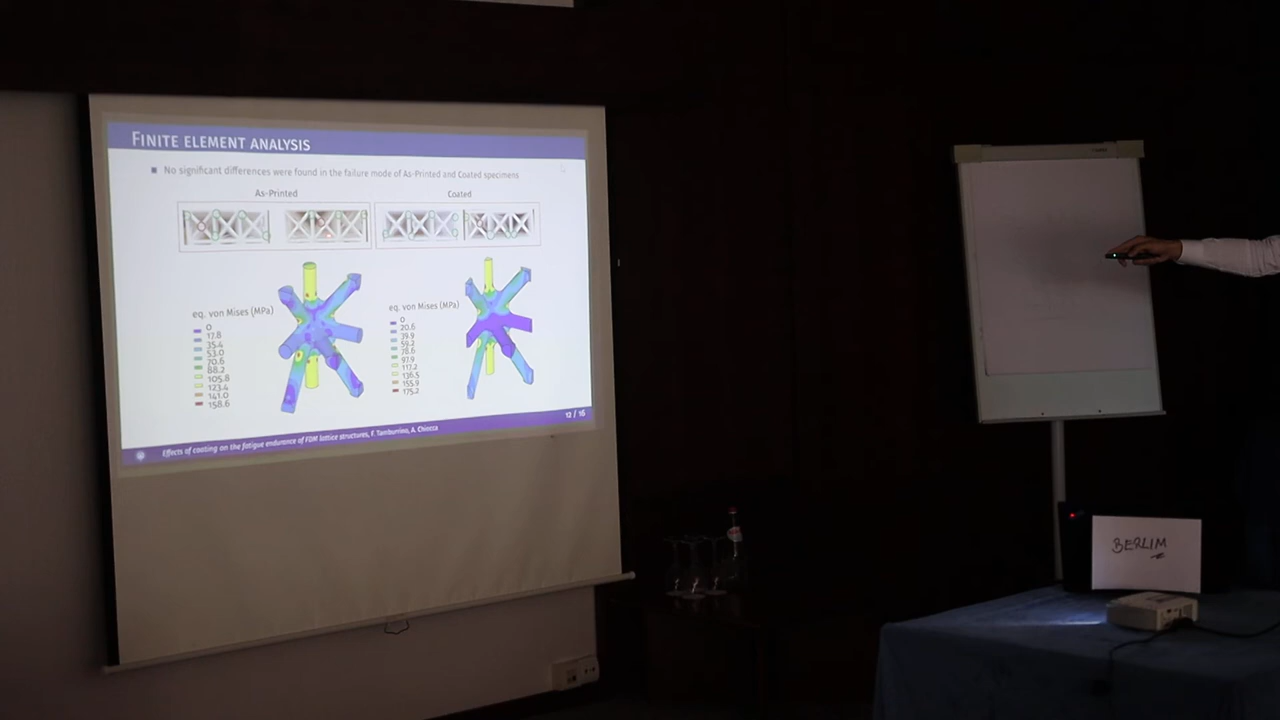 FINITE ELEMENT ANALYSIS
No significant differences were found in the failure mode of As-Printed and Coated specimens
As-Printed
Coated
eq. von Mises (MPa)
0
17.8
35.4
53.0
70.6
88.2
105.8
123.4
141.0
158.6
eq. von Mises (MPa)
0
20.6
39.9
59.2
78.6
97.9
117.2
136.5
155.9
175.2
12 / 16
Effects of coating on the fatigue endurance of FDM lattice structures, F. Tamburrino, A. Chiocca
BERLIM